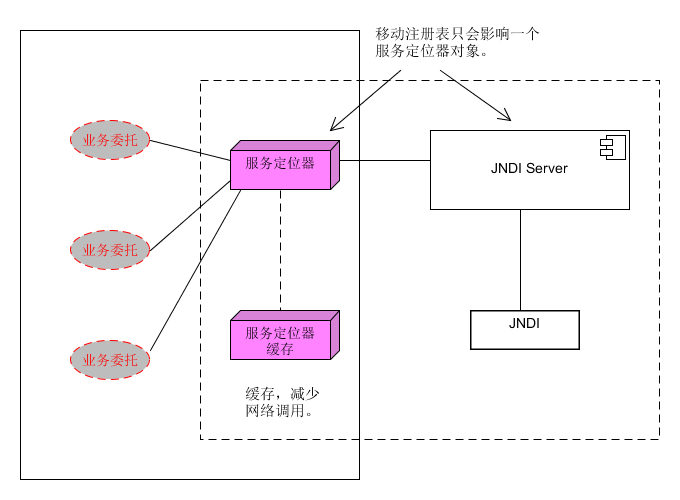 移动注册表只会影响一个
服务定位器对象。
业务委托
服务定位器
JNDI Server
业务委托
JNDI
服务定位器
缓存
业务委托
缓存，减少
网络调用。